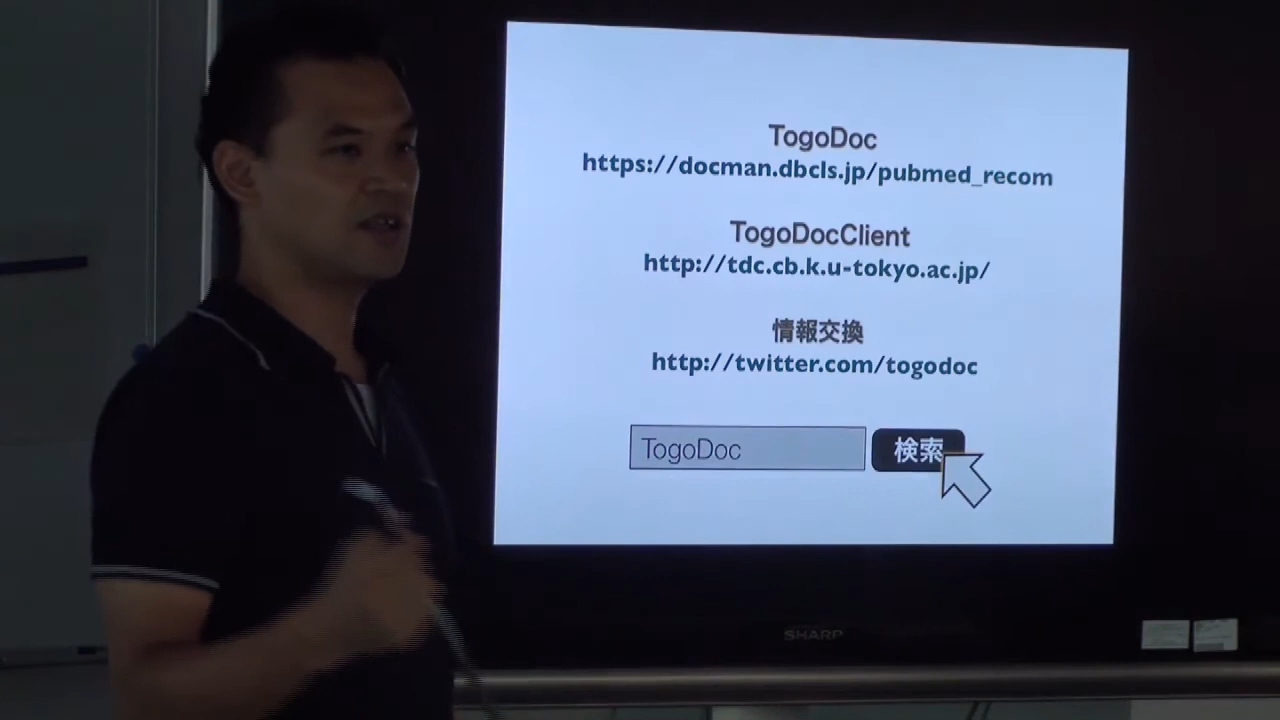 TogoDoc
https://docman.dbcls.jp/pubmed_recom
TogoDocClient
http://tdc.cb.k.u-tokyo.ac.jp/
情報交換
http://twitter.com/togodoc
TogoDoc 検索
SHARP